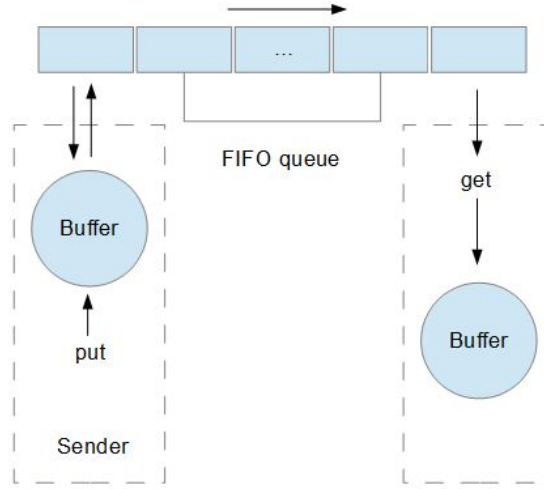 ...
FIFO queue
get
Buffer
Buffer
put
Sender